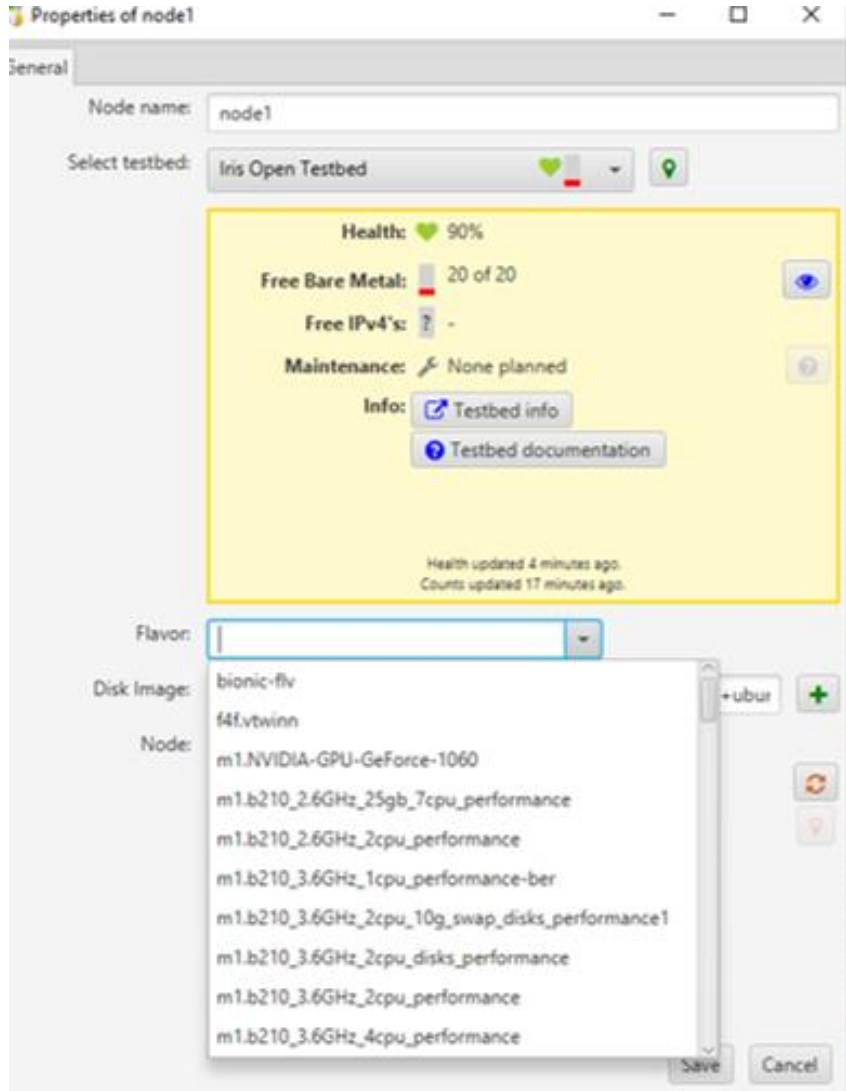 Properties of node1
General
Node name: node1
Select testbed: Iris Open Testbed
Health: 90%
Free Bare Metal: 20 of 20
Free IPv4's: ? -
Maintenance: None planned
Info: Testbed info
Testbed documentation
Health updated 4 minutes ago.
Counts updated 17 minutes ago.
Flavor:
Disk Image: +ubur
Node:
bionic-flv
f4f.vtwinn
m1.NVIDIA-GPU-GeForce-1060
m1.b210_2.6GHz_25gb_7cpu_performance
m1.b210_2.6GHz_2cpu_performance
m1.b210_3.6GHz_1cpu_performance-ber
m1.b210_3.6GHz_2cpu_10g_swap_disks_performance1
m1.b210_3.6GHz_2cpu_disks_performance
m1.b210_3.6GHz_2cpu_performance
m1.b210_3.6GHz_4cpu_performance
Save Cancel